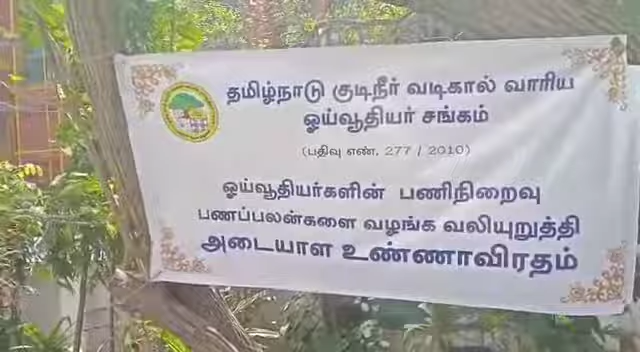 தமிழ்நாடு குடிநீர் வடிகால் வாரிய
ஓய்வூதியர் சங்கம்
(பதிவு எண். 277 / 2010)
ஓய்வூதியர்களின் பணிநிறைவு
பணப்பலன்களை வழங்க வலியுறுத்தி
அடையாள உண்ணாவிரதம்